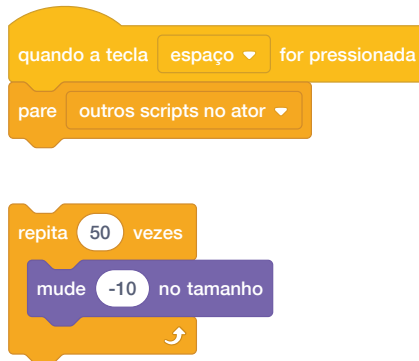 quando a tecla espaço for pressionada
pare outros scripts no ator
repita 50 vezes
mude -10 no tamanho